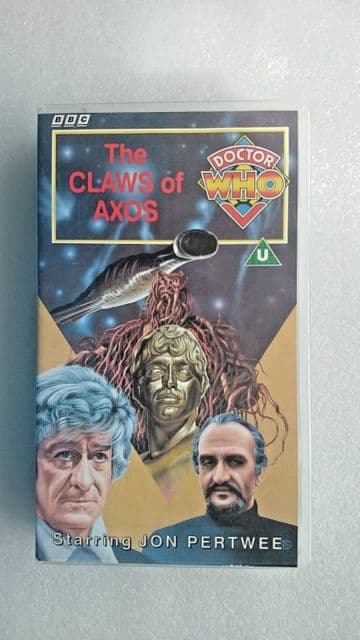 BBC
The
CLAWS of
AXOS
DOCTOR
WHO
U
Starring JON PERTWEE